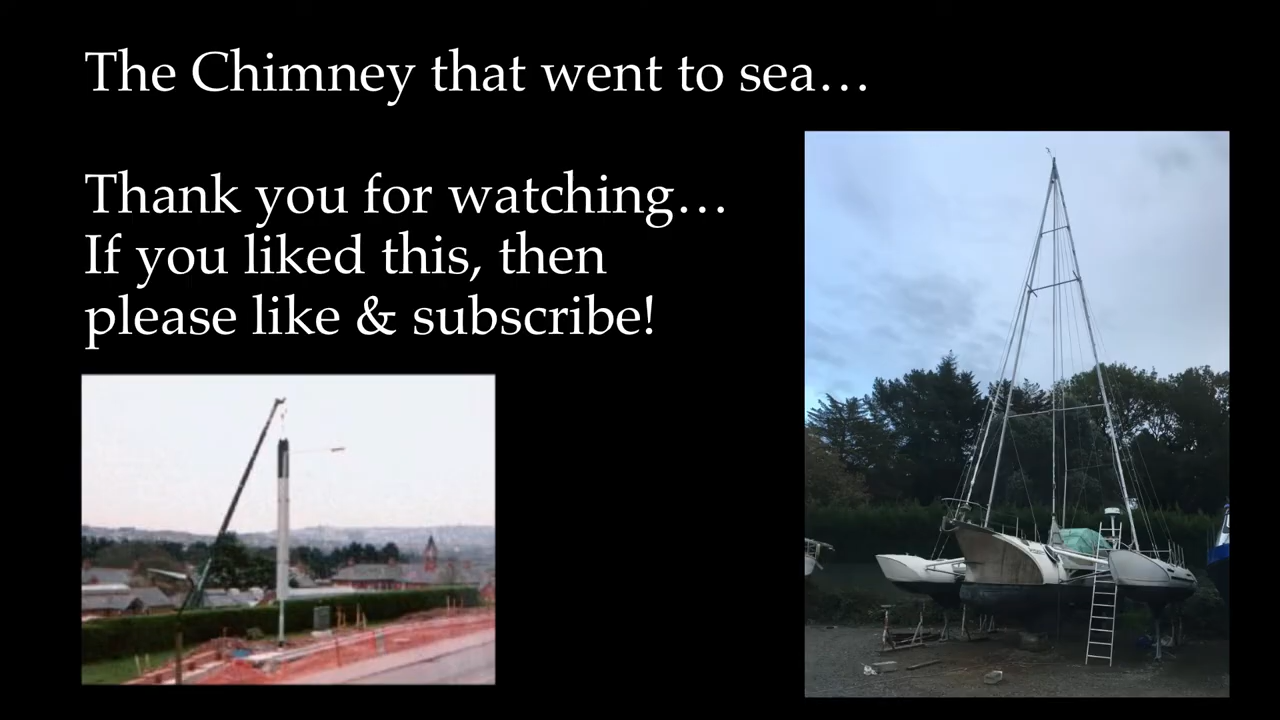 The Chimney that went to sea…
Thank you for watching…
If you liked this, then
please like & subscribe!